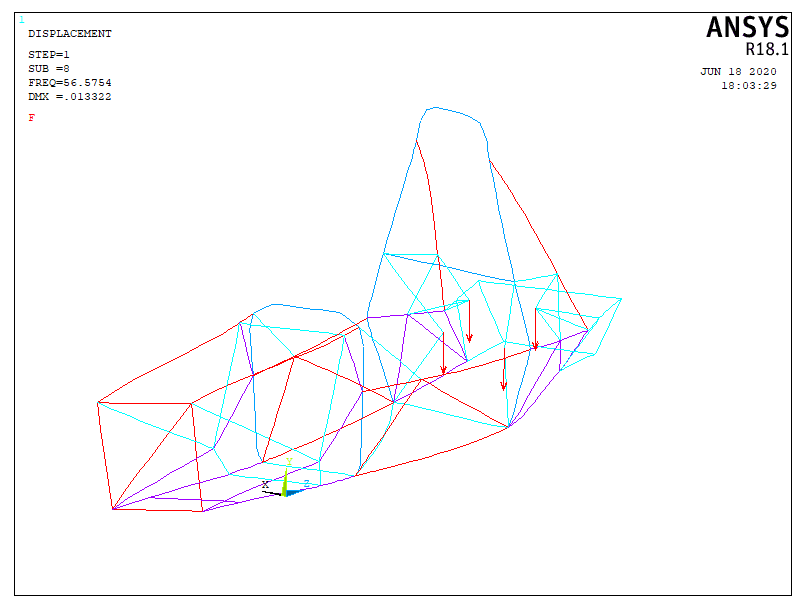 1
DISPLACEMENT
STEP=1
SUB =8
FREQ=56.5754
DMX =.013322
F
ANSYS
R18.1
JUN 18 2020
18:03:29
Y
X
Z